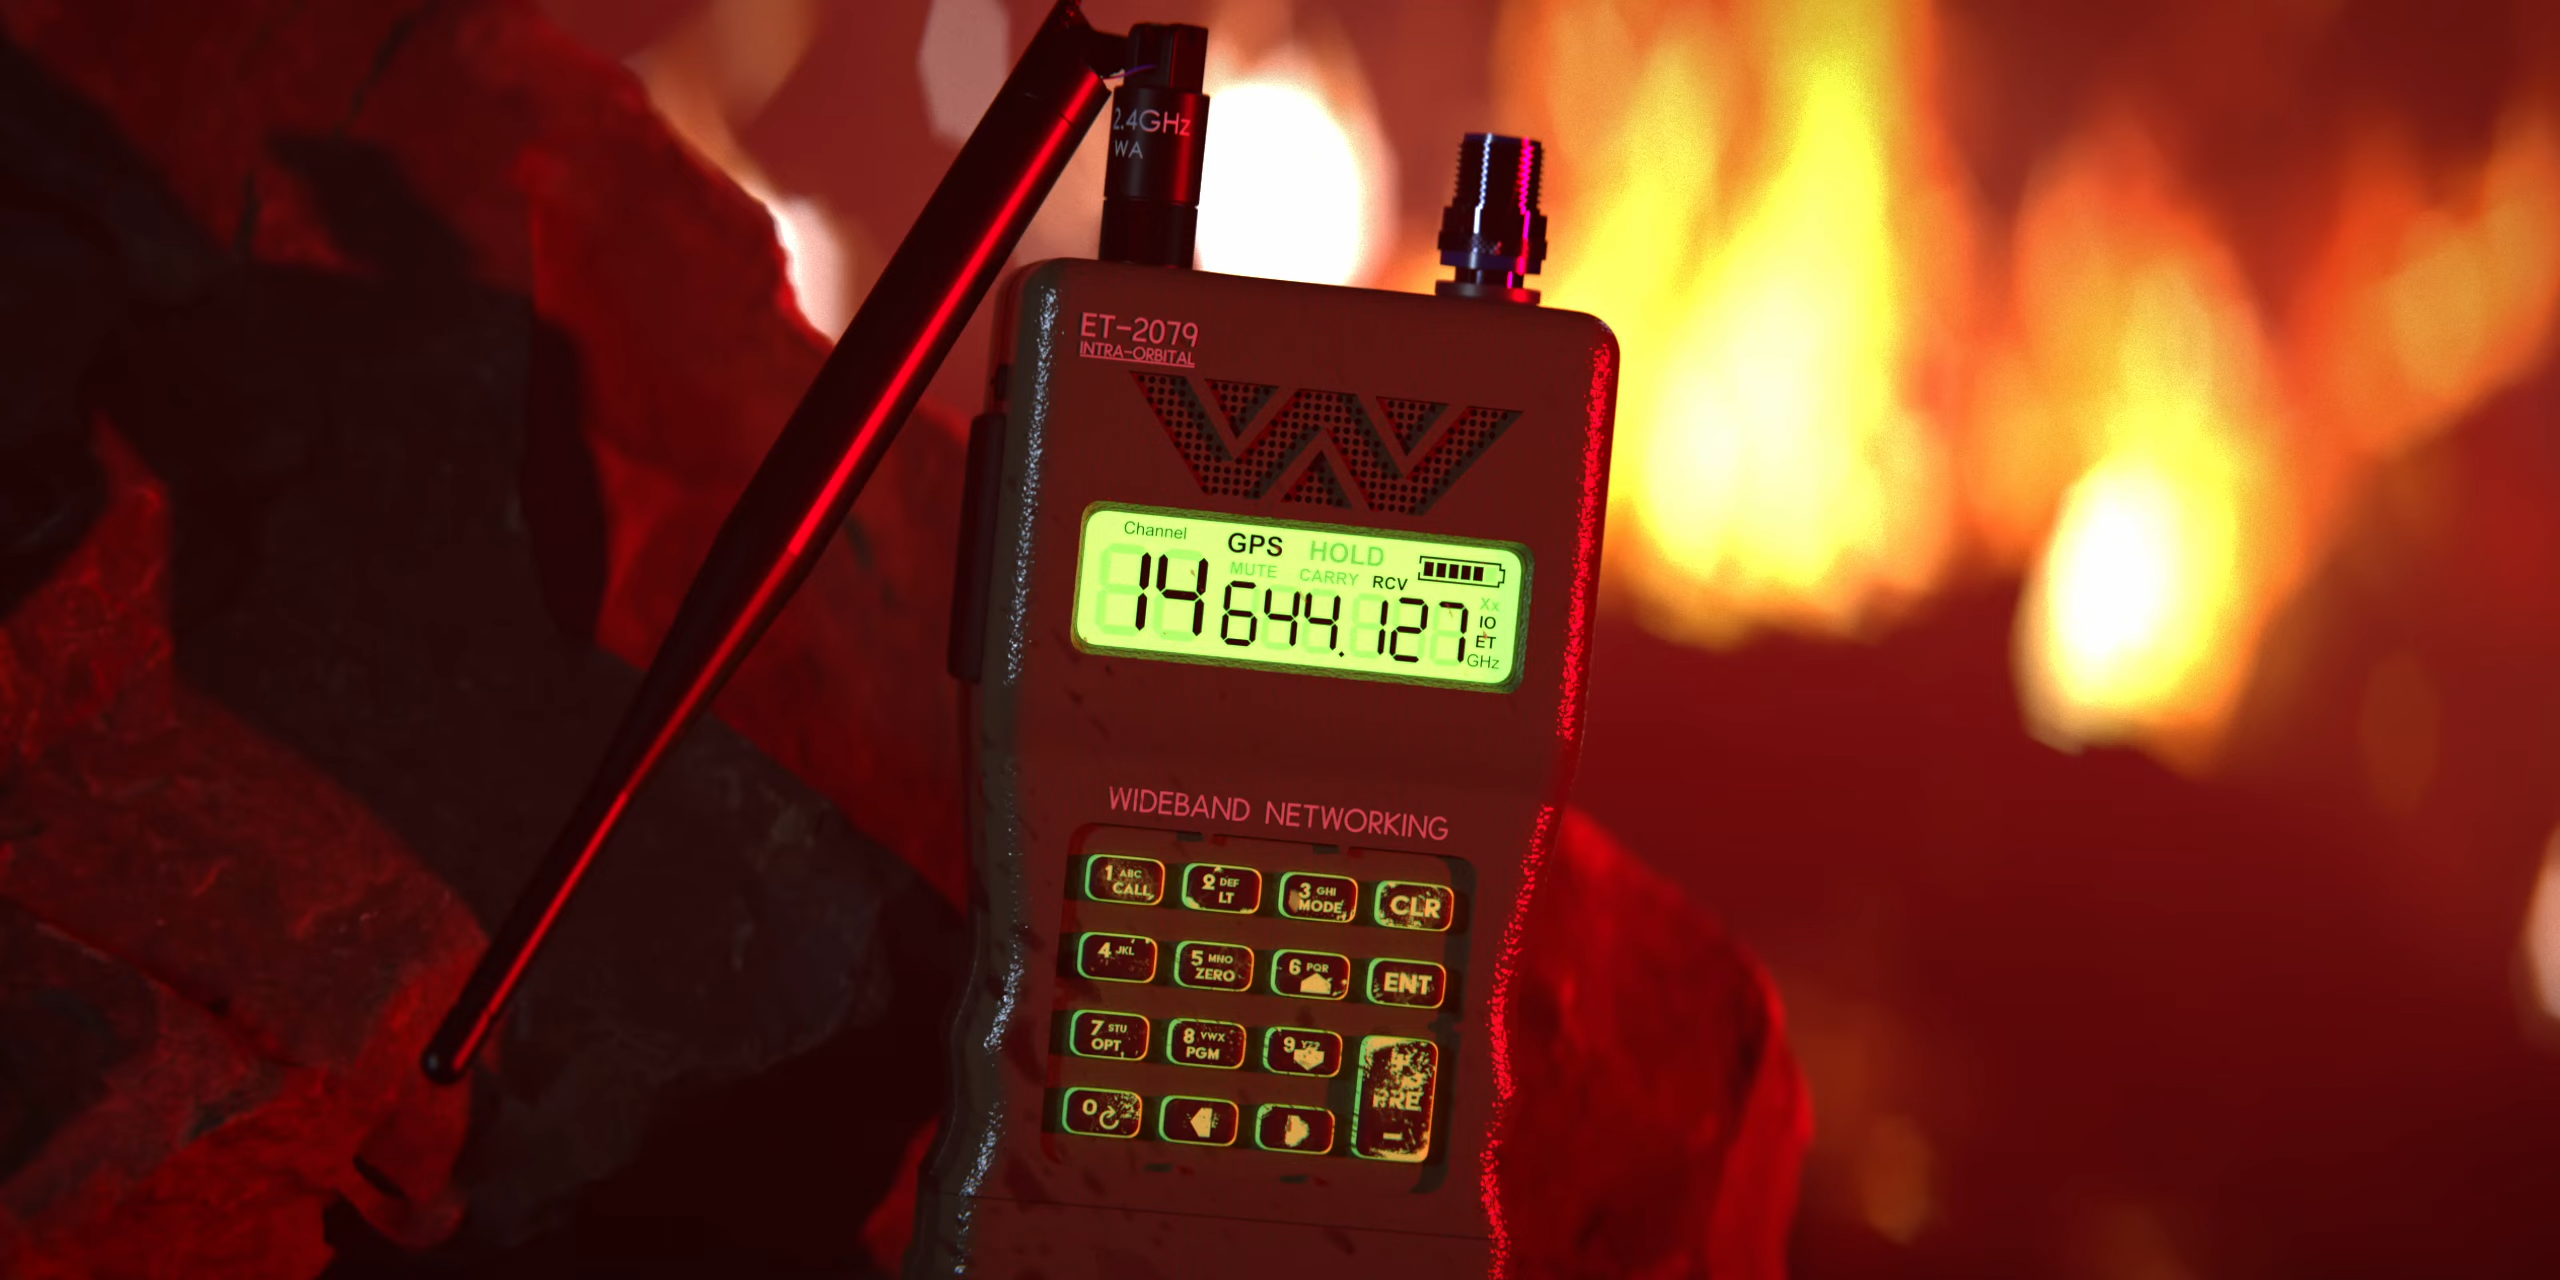 2.4GHz
WA
ET-2079
INTRA-ORBITAL
Channel GPS HOLD
MUTE CARRY RCV
14 644.127
Xx
IO
ET
GHz
WIDEBAND NETWORKING
1 ABC CALL
2 DEF LT
3 GHI MODE
CLR
4 JKL
5 MNO ZERO
6 PQR
ENT
7 STU OPT
8 VWX PGM
9
0